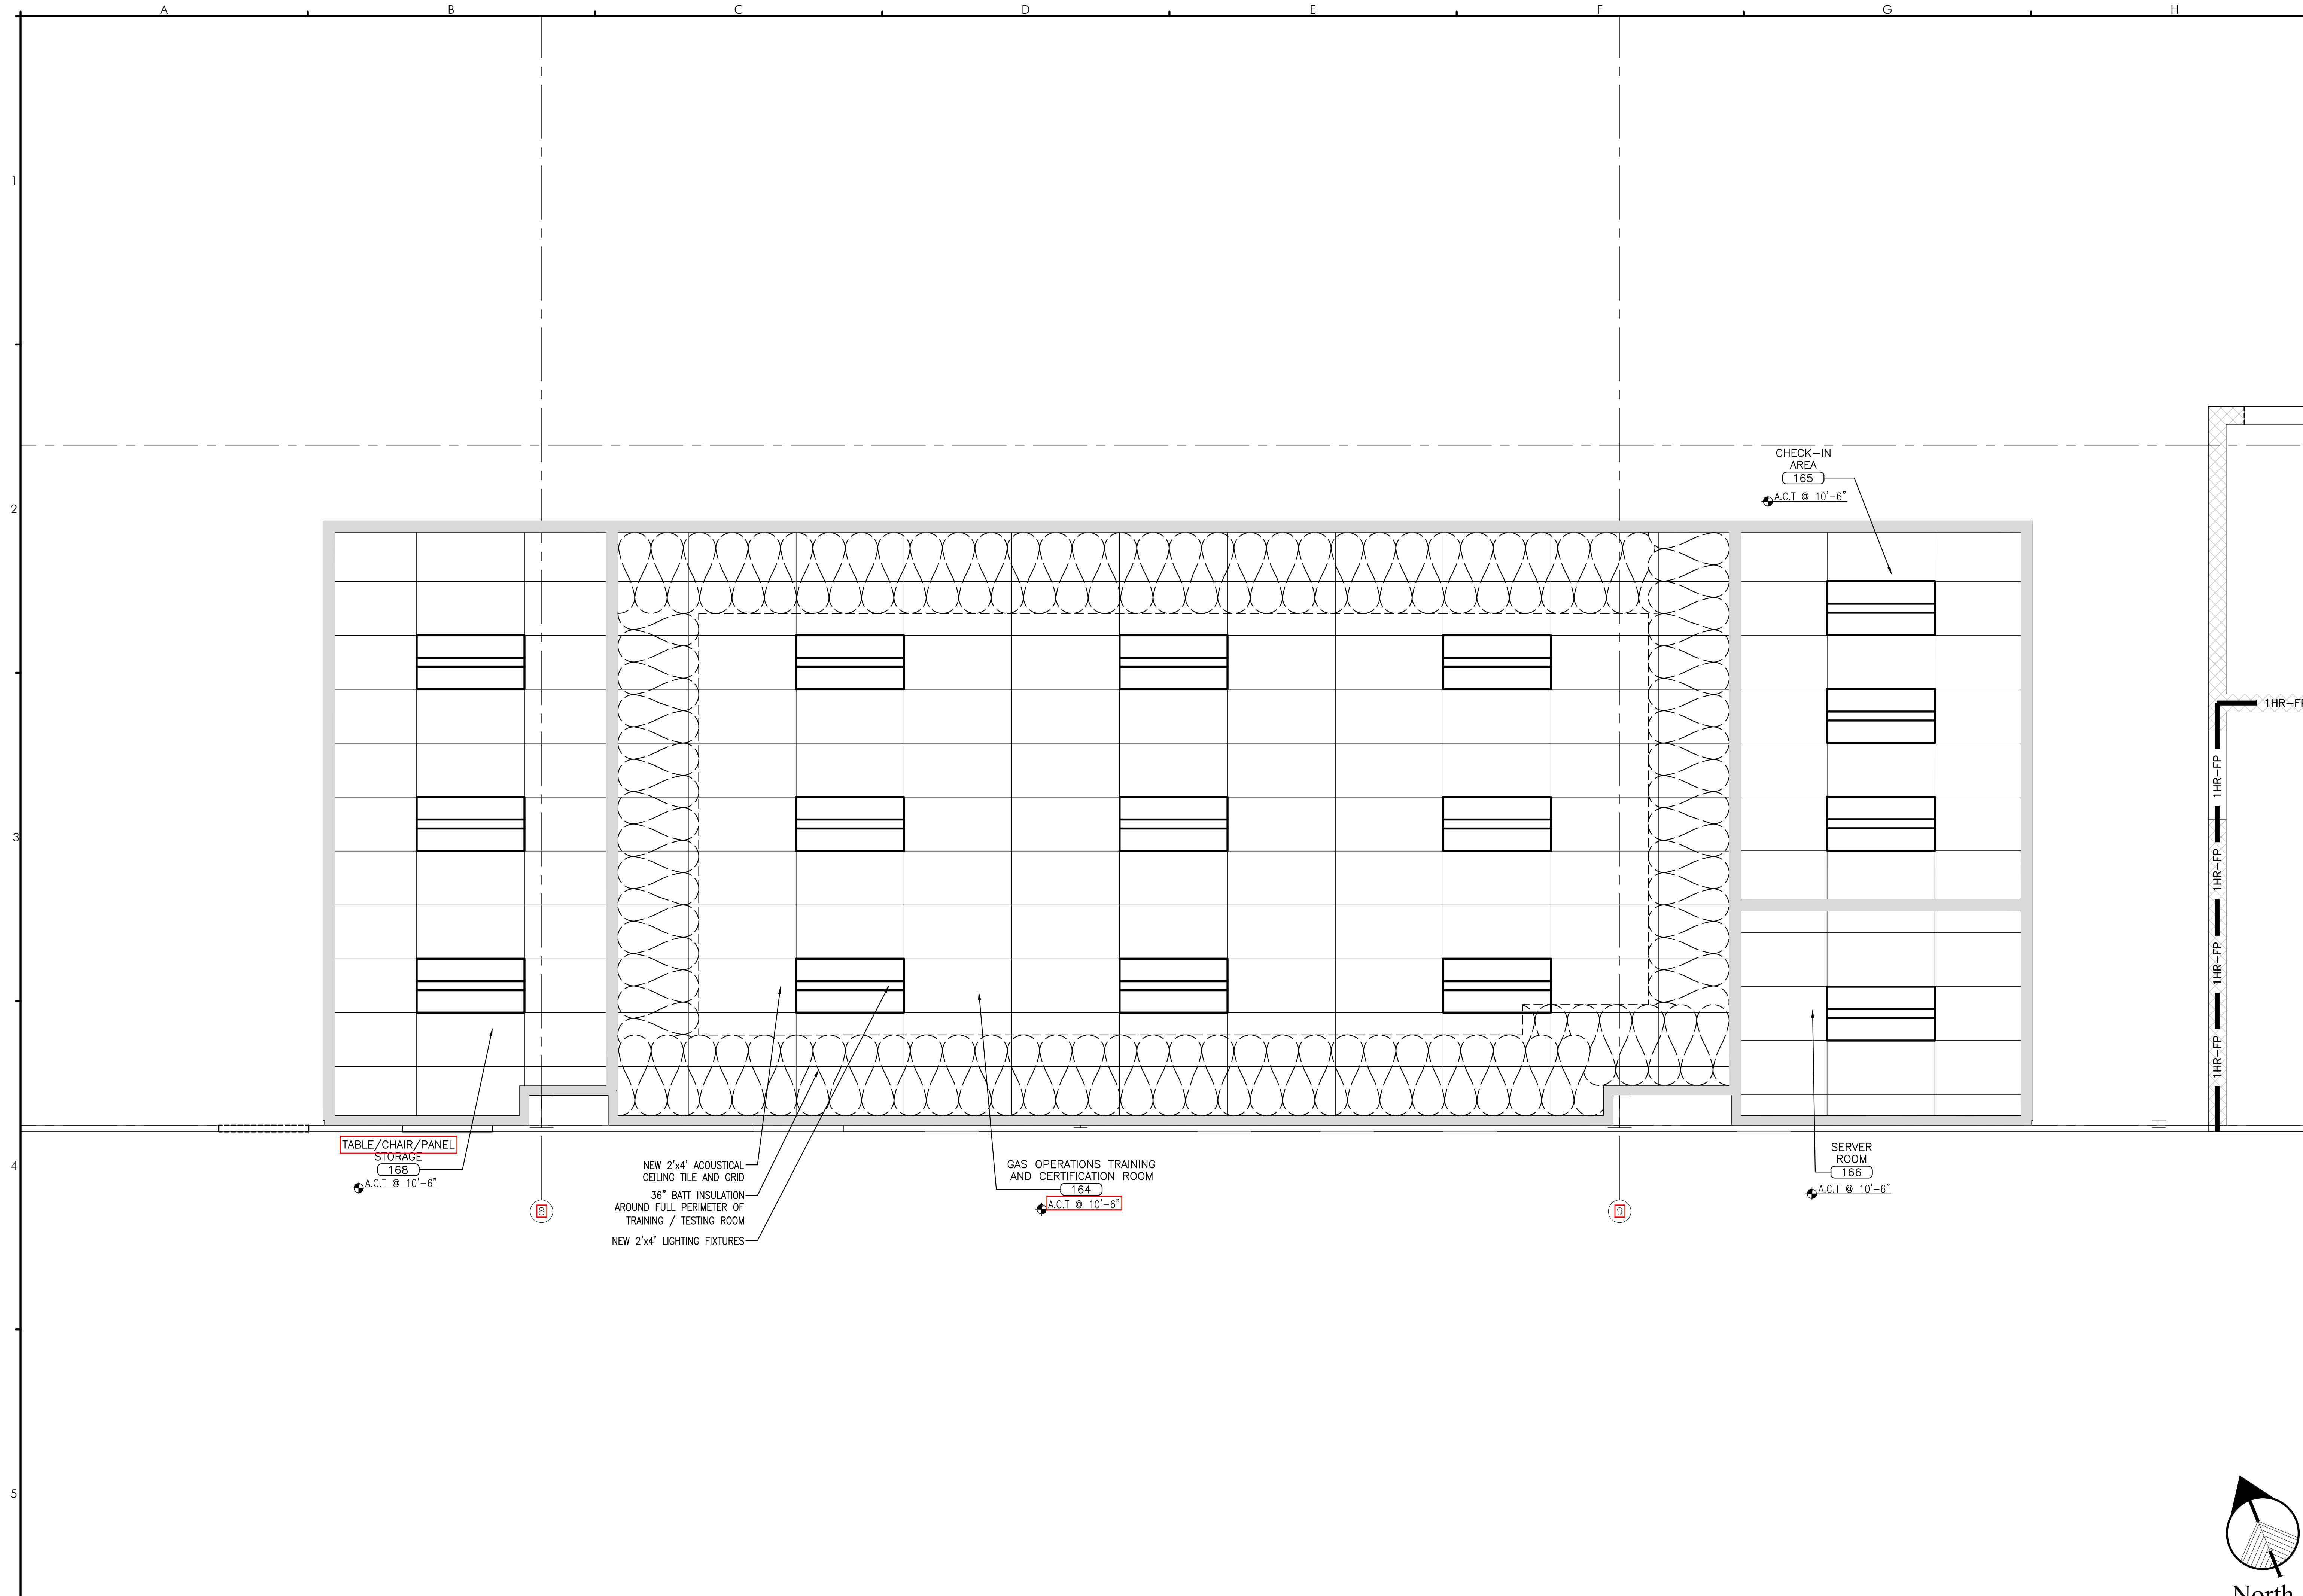 A B C D E F G H
1
CHECK-IN
AREA
165
A.C.T @ 10'-6"
2
1HR-FP
1HR-FP
3
1HR-FP
1HR-FP
1HR-FP
TABLE/CHAIR/PANEL
STORAGE
168
A.C.T @ 10'-6"
4
NEW 2'x4' ACOUSTICAL
CEILING TILE AND GRID
36" BATT INSULATION
AROUND FULL PERIMETER OF
TRAINING / TESTING ROOM
NEW 2'x4' LIGHTING FIXTURES
GAS OPERATIONS TRAINING
AND CERTIFICATION ROOM
164
A.C.T @ 10'-6"
SERVER
ROOM
166
A.C.T @ 10'-6"
8
9
5
North